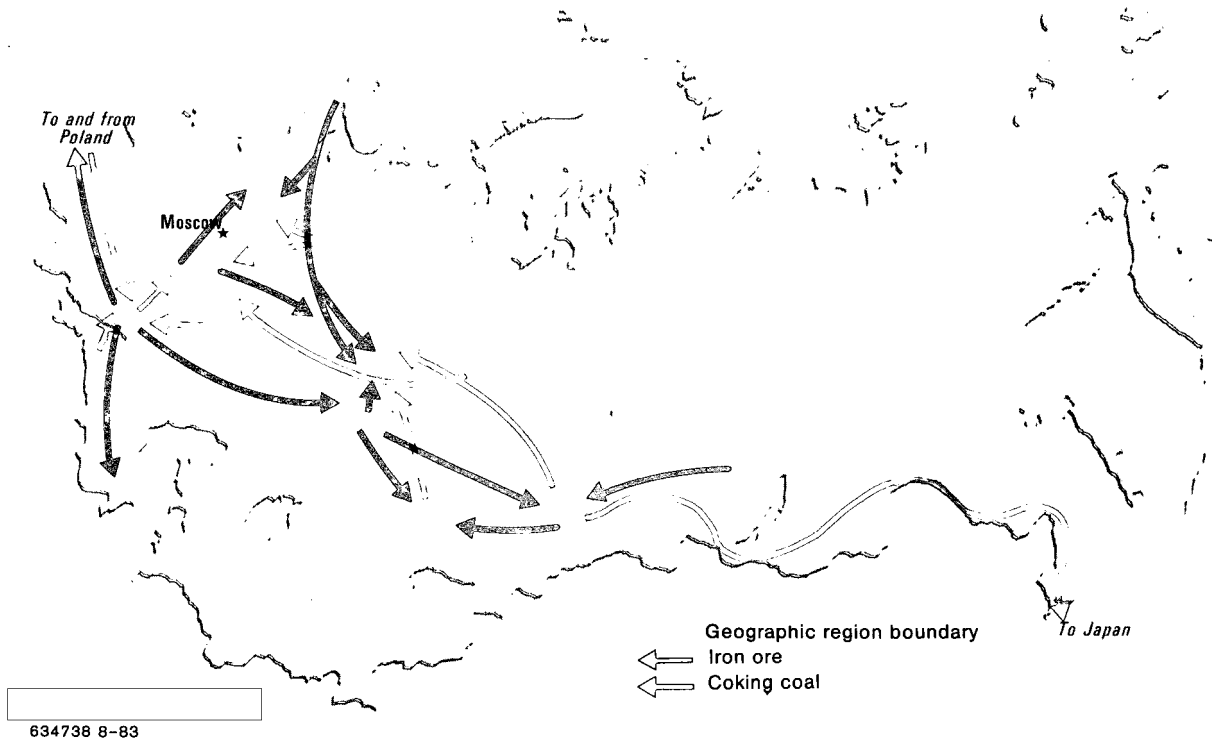 To and from
Poland
Moscow
Geographic region boundary
Iron ore
Coking coal
To Japan
634738 8-83